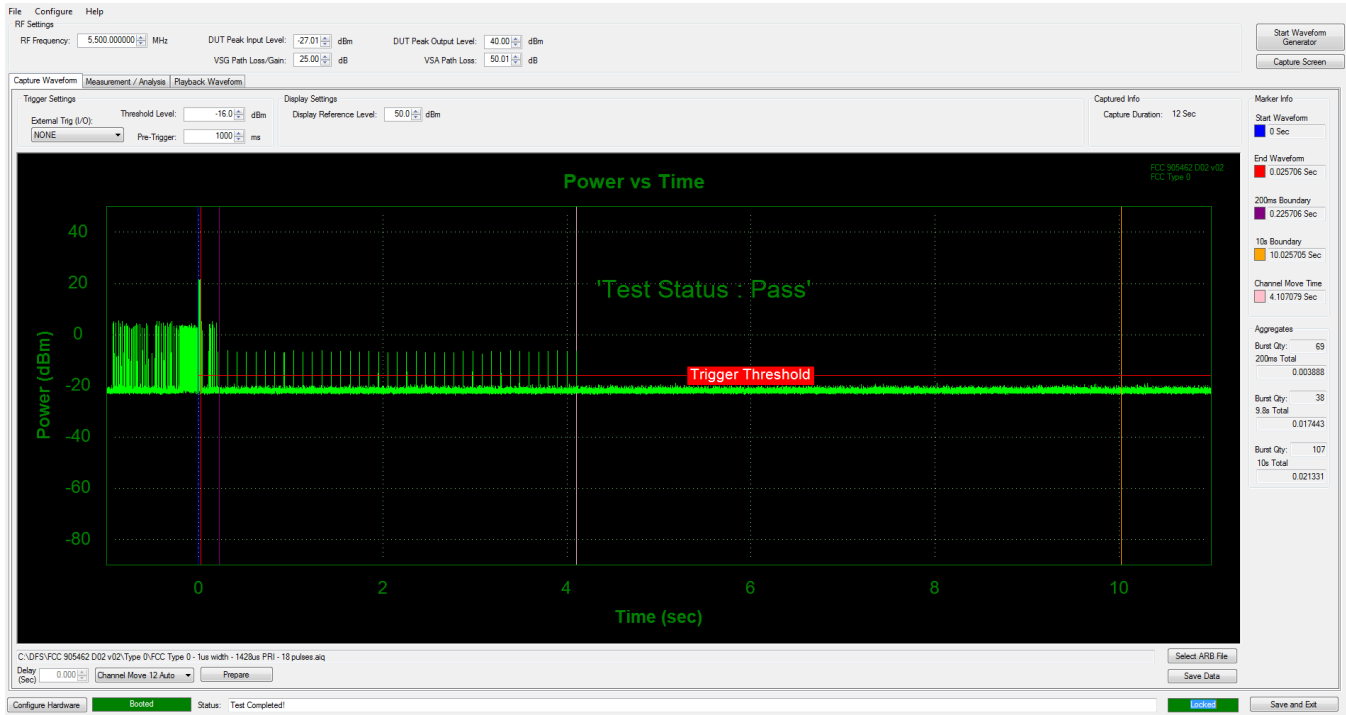 File Configure Help
RF Settings
RF Frequency: 5,500.000000 MHz DUT Peak Input Level: -27.01 dBm DUT Peak Output Level: 40.00 dBm
VSG Path Loss/Gain: 25.00 dB VSA Path Loss: 50.01 dB
Start Waveform
Generator
Capture Screen
Capture Waveform Measurement / Analysis Playback Waveform
Trigger Settings
External Trig (I/O):
NONE
Threshold Level: -16.0 dBm
Pre-Trigger: 1000 ms
Display Settings
Display Reference Level: 50.0 dBm
Captured Info
Capture Duration: 12 Sec
Marker Info
Start Waveform
0 Sec
End Waveform
0.025706 Sec
200ms Boundary
0.225706 Sec
10s Boundary
10.025705 Sec
Channel Move Time
4.107079 Sec
Aggregates
Burst Qty: 69
200ms Total
0.003888
Burst Qty: 38
9.8s Total
0.017443
Burst Qty: 107
10s Total
0.021331
Power vs Time
FCC 905462 D02 v02
FCC Type 0
'Test Status : Pass'
Trigger Threshold
Power (dBm)
40
20
0
-20
-40
-60
-80
0 2 4 6 8 10
Time (sec)
C:\DFS\FCC 905462 D02 v02\Type 0\FCC Type 0 - 1us width - 1428us PRI - 18 pulses.aiq
Select ARB File
Delay
(Sec) 0.000 Channel Move 12 Auto Prepare
Save Data
Configure Hardware Booted Status: Test Completed! Locked Save and Exit